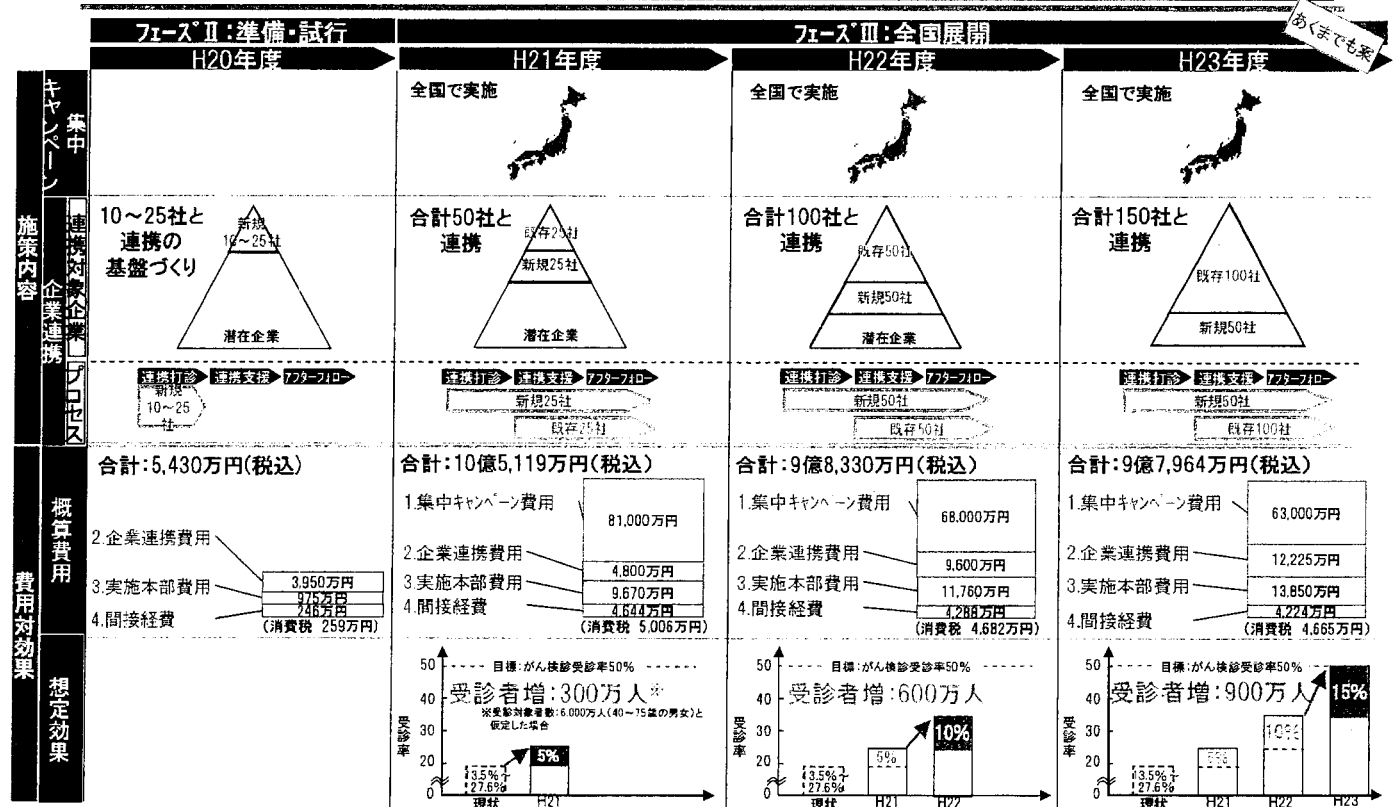 フェーズⅡ:準備・試行
フェーズⅢ:全国展開
あくまでも案
H20年度
H21年度
H22年度
H23年度
施策内容
集中
キャンペーン
全国で実施
全国で実施
全国で実施
企業連携
連携対象企業
10~25社と
連携の
基盤づくり
新規
10~25社
潜在企業
合計50社と
連携
既存25社
新規25社
潜在企業
合計100社と
連携
既存50社
新規50社
潜在企業
合計150社と
連携
既存100社
新規50社
プロセス
連携打診 連携支援 アフターフォロー
新規
10~25
社
連携打診 連携支援 アフターフォロー
新規25社
既存25社
連携打診 連携支援 アフターフォロー
新規50社
既存50社
連携打診 連携支援 アフターフォロー
新規50社
既存100社
費用対効果
概算費用
合計:5,430万円(税込)
2.企業連携費用
3.実施本部費用
4.間接経費
3,950万円
975万円
246万円
(消費税 259万円)
合計:10億5,119万円(税込)
1.集中キャンペーン費用
2.企業連携費用
3.実施本部費用
4.間接経費
81,000万円
4,800万円
9,670万円
4,644万円
(消費税 5,006万円)
合計:9億8,330万円(税込)
1.集中キャンペーン費用
2.企業連携費用
3.実施本部費用
4.間接経費
68,000万円
9,600万円
11,760万円
4,288万円
(消費税 4,682万円)
合計:9億7,964万円(税込)
1.集中キャンペーン費用
2.企業連携費用
3.実施本部費用
4.間接経費
63,000万円
12,225万円
13,850万円
4,224万円
(消費税 4,665万円)
想定効果
50
目標:がん検診受診率50%
受診者増:300万人※
※受診対象者数:6,000万人(40~75歳の男女)と
仮定した場合
受診率
40
30
20
0
3.5%~
27.6%
5%
現状
H21
50
目標:がん検診受診率50%
受診者増:600万人
受診率
40
30
20
0
3.5%~
27.6%
5%
10%
現状
H21
H22
50
目標:がん検診受診率50%
受診者増:900万人
受診率
40
30
20
0
3.5%~
27.6%
5%
10%
15%
現状
H21
H22
H23